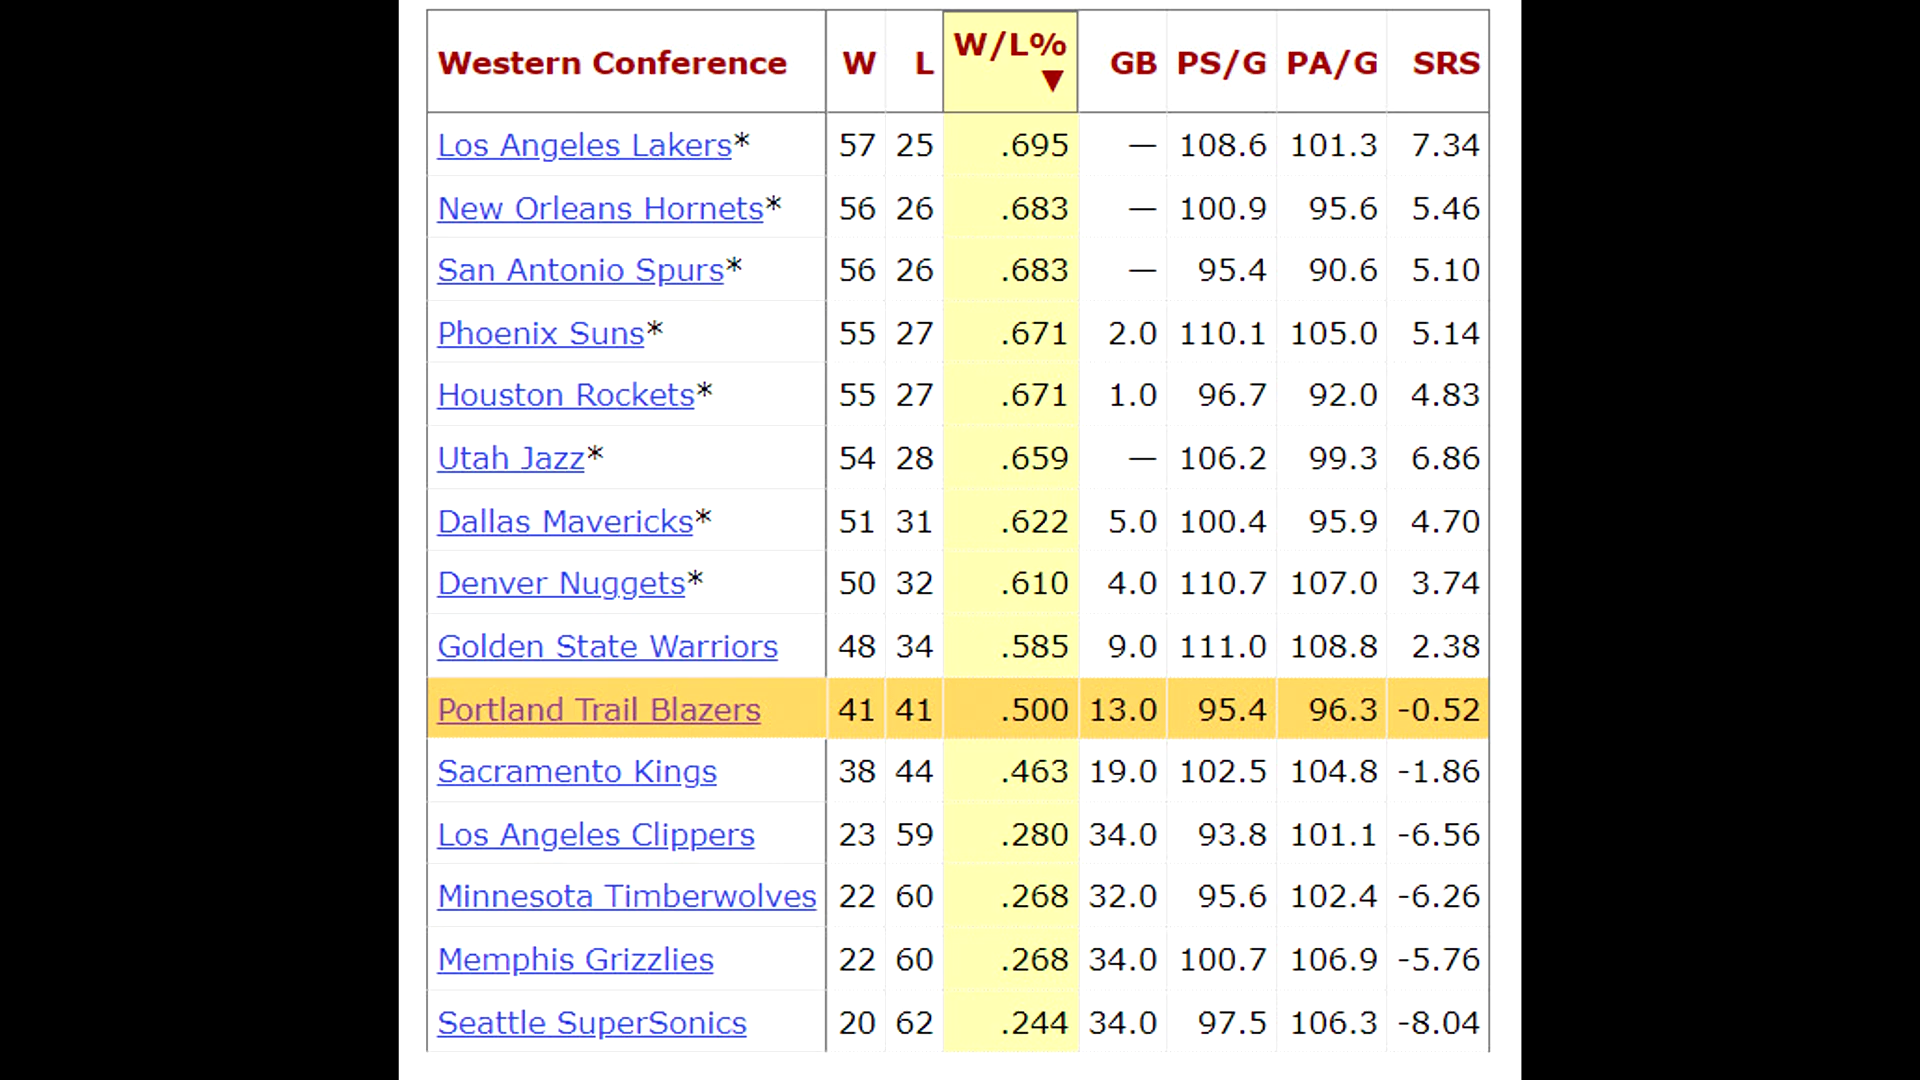 Western Conference W L W/L% ▼ GB PS/G PA/G SRS
Los Angeles Lakers* 57 25 .695 — 108.6 101.3 7.34
New Orleans Hornets* 56 26 .683 — 100.9 95.6 5.46
San Antonio Spurs* 56 26 .683 — 95.4 90.6 5.10
Phoenix Suns* 55 27 .671 2.0 110.1 105.0 5.14
Houston Rockets* 55 27 .671 1.0 96.7 92.0 4.83
Utah Jazz* 54 28 .659 — 106.2 99.3 6.86
Dallas Mavericks* 51 31 .622 5.0 100.4 95.9 4.70
Denver Nuggets* 50 32 .610 4.0 110.7 107.0 3.74
Golden State Warriors 48 34 .585 9.0 111.0 108.8 2.38
Portland Trail Blazers 41 41 .500 13.0 95.4 96.3 -0.52
Sacramento Kings 38 44 .463 19.0 102.5 104.8 -1.86
Los Angeles Clippers 23 59 .280 34.0 93.8 101.1 -6.56
Minnesota Timberwolves 22 60 .268 32.0 95.6 102.4 -6.26
Memphis Grizzlies 22 60 .268 34.0 100.7 106.9 -5.76
Seattle SuperSonics 20 62 .244 34.0 97.5 106.3 -8.04